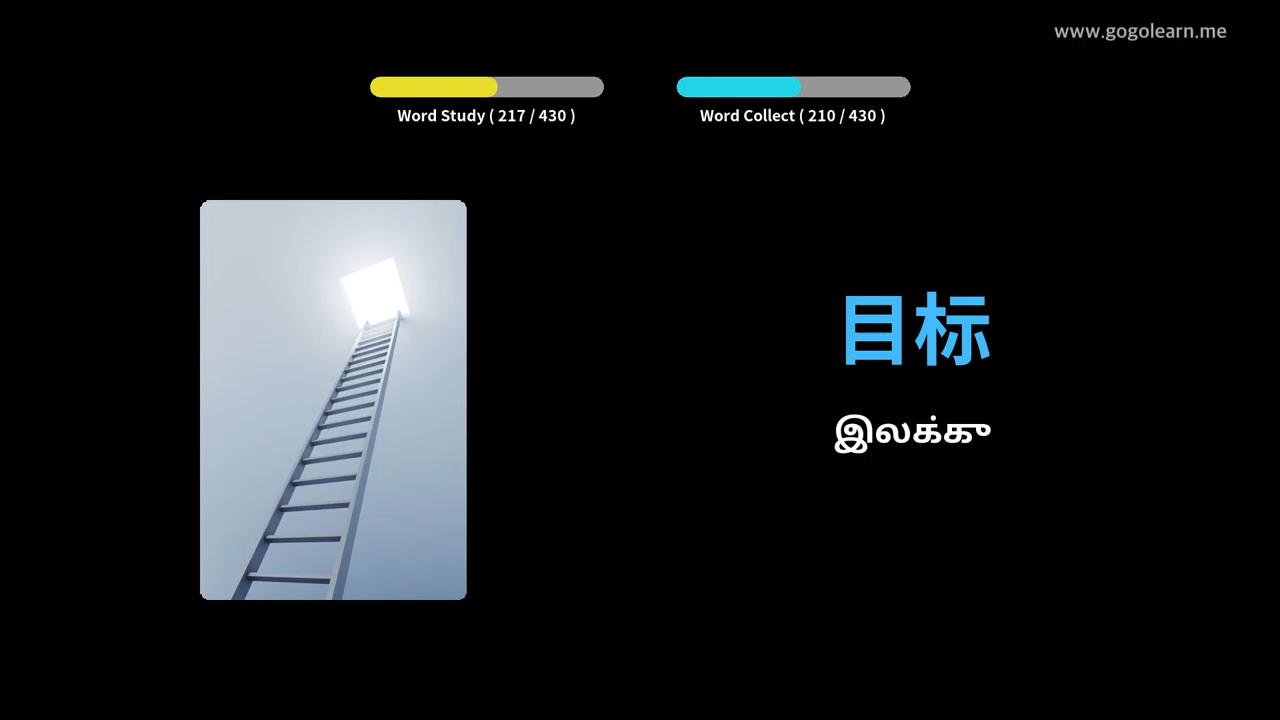 www.gogolearn.me
Word Study ( 217 / 430 )
Word Collect ( 210 / 430 )
目标
இலக்கு